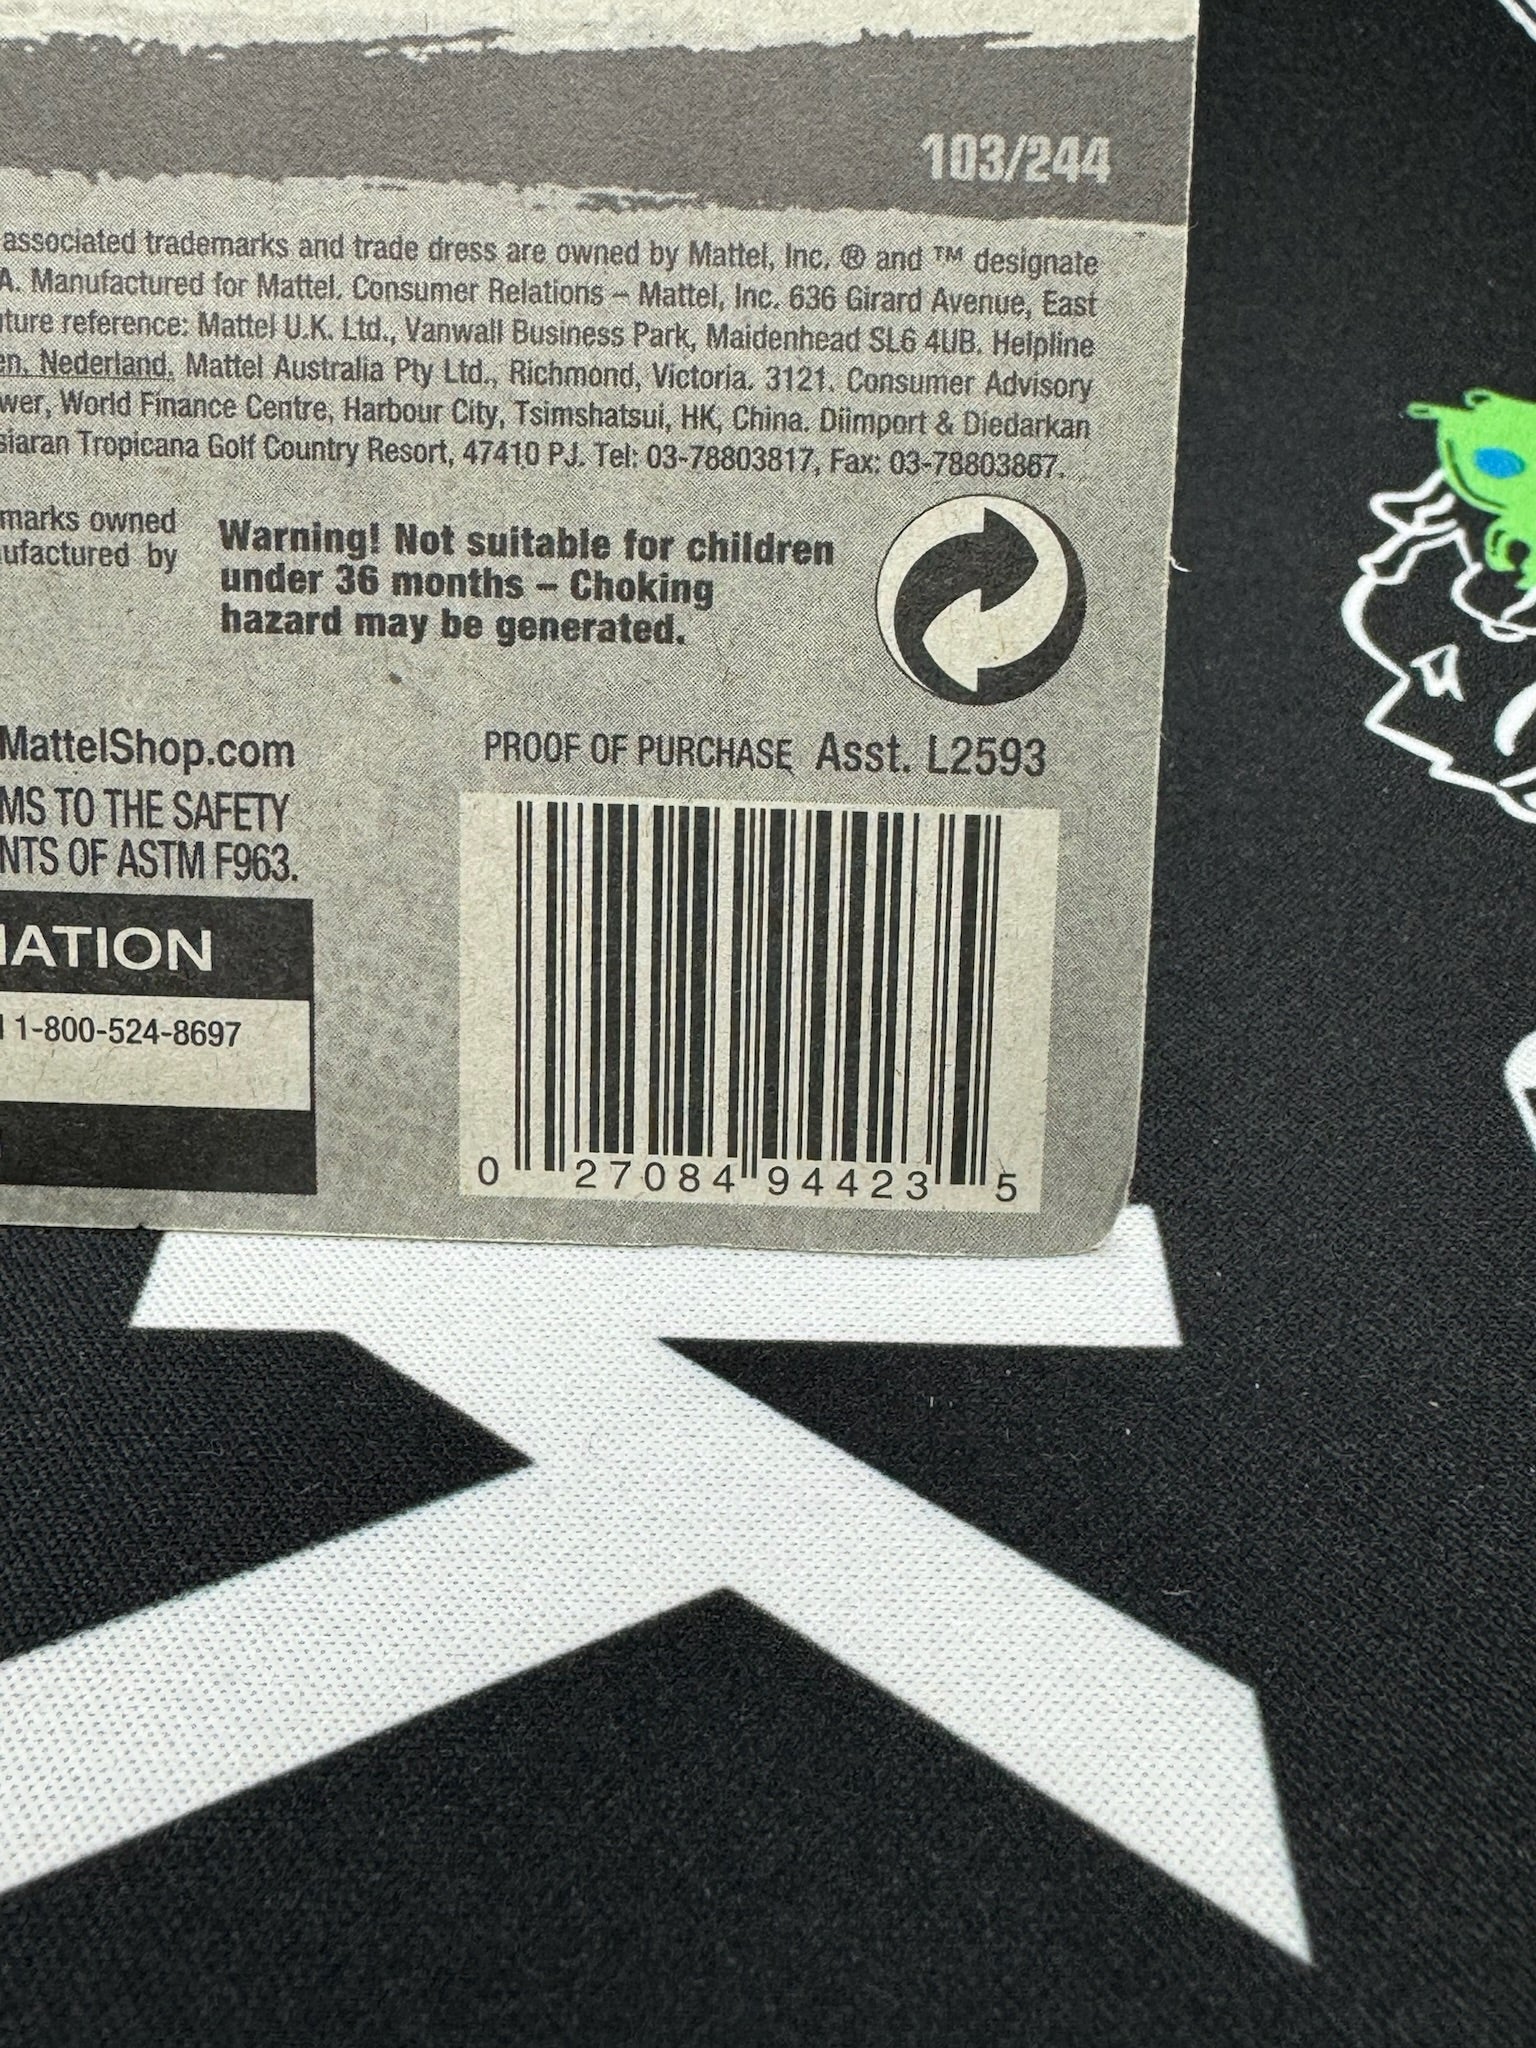 103/244
associated trademarks and trade dress are owned by Mattel, Inc. ® and ™ designate
A. Manufactured for Mattel. Consumer Relations – Mattel, Inc. 636 Girard Avenue, East
ture reference: Mattel U.K. Ltd., Vanwall Business Park, Maidenhead SL6 4UB. Helpline
en, Nederland. Mattel Australia Pty Ltd., Richmond, Victoria. 3121. Consumer Advisory
wer, World Finance Centre, Harbour City, Tsimshatsui, HK, China. Diimport & Diedarkan
siaran Tropicana Golf Country Resort, 47410 PJ. Tel: 03-78803817, Fax: 03-78803867.
marks owned
ufactured by
Warning! Not suitable for children
under 36 months – Choking
hazard may be generated.
MattelShop.com
MS TO THE SAFETY
NTS OF ASTM F963.
PROOF OF PURCHASE Asst. L2593
MATION
1-800-524-8697
0 27084 94423 5